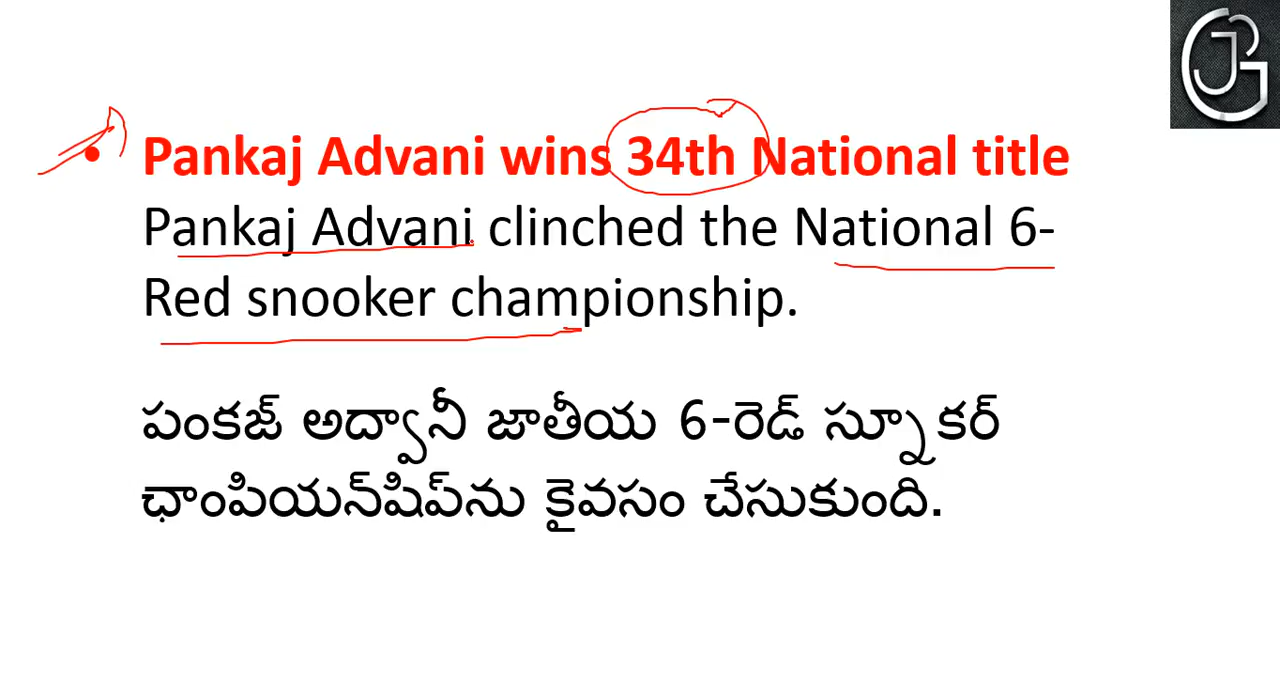 Pankaj Advani wins 34th National title
Pankaj Advani clinched the National 6-
Red snooker championship.
పంకజ్ అద్వానీ జాతీయ 6-రెడ్ స్నూకర్
ఛాంపియన్‌షిప్‌ను కైవసం చేసుకుంది.